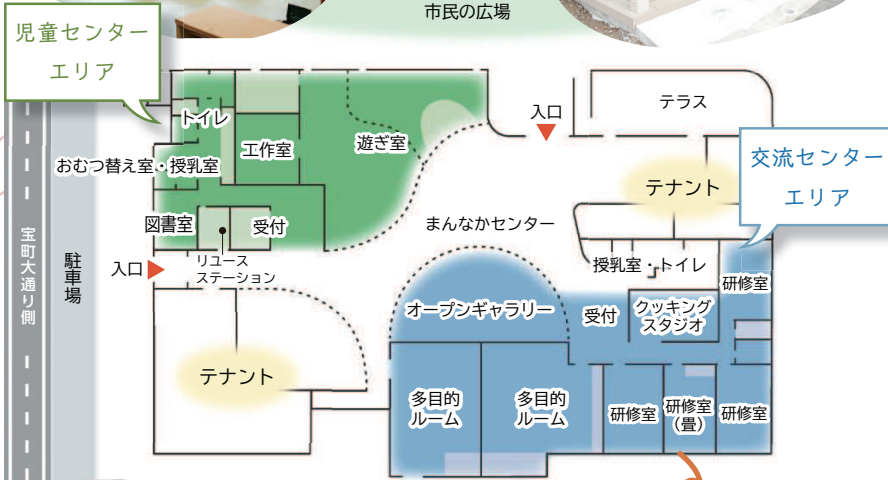 市民の広場
児童センター
エリア
トイレ
工作室
遊ぎ室
おむつ替え室・授乳室
図書室
受付
リユース
ステーション
入口
テラス
テナント
交流センター
エリア
まんなかセンター
宝町大通り側
駐車場
入口
授乳室・トイレ
研修室
オープンギャラリー
受付
クッキング
スタジオ
テナント
多目的
ルーム
多目的
ルーム
研修室
研修室
（畳）
研修室